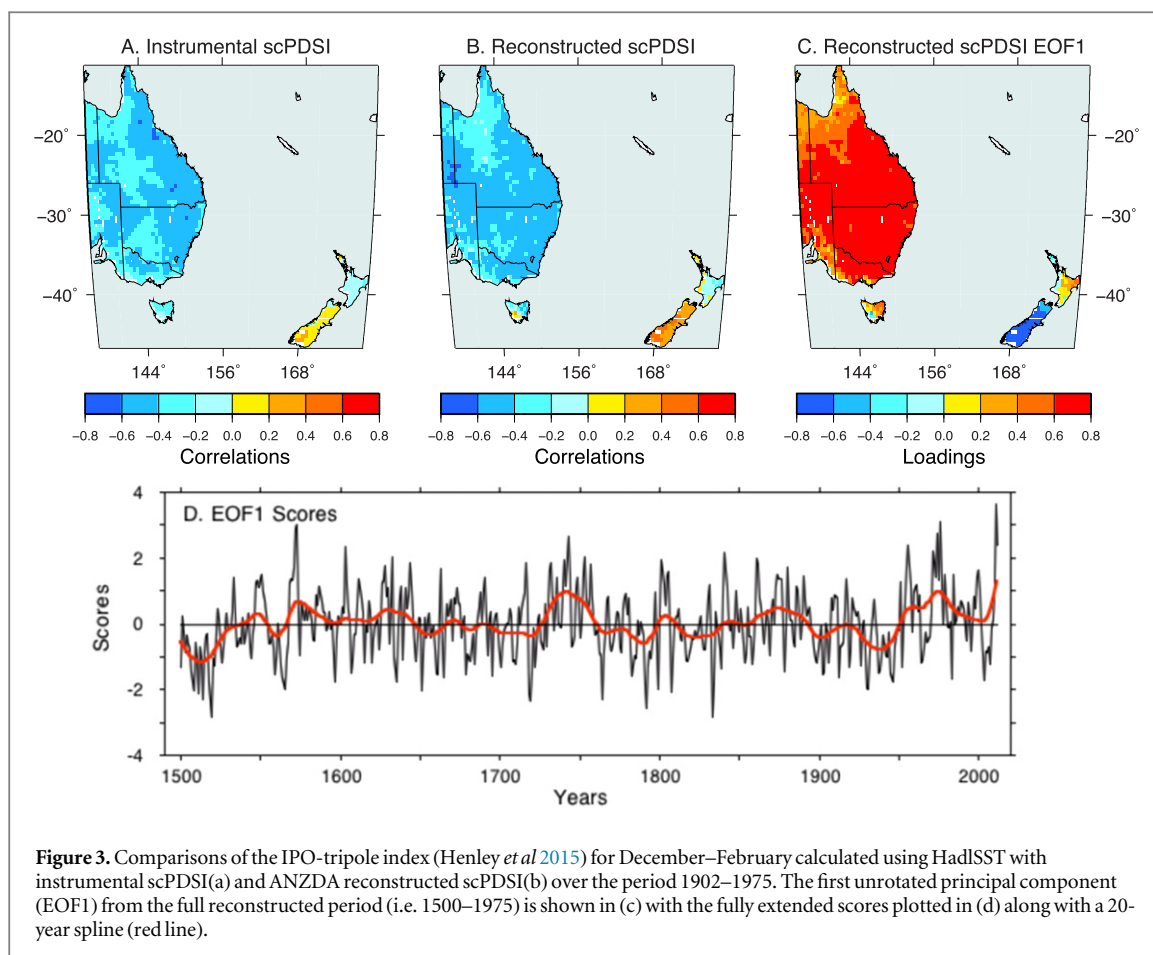 A. Instrumental scPDSI
B. Reconstructed scPDSI
C. Reconstructed scPDSI EOF1
−20°
−30°
−40°
−20°
−30°
−40°
144° 156° 168°
144° 156° 168°
144° 156° 168°
−0.8 −0.6 −0.4 −0.2 0.0 0.2 0.4 0.6 0.8
−0.8 −0.6 −0.4 −0.2 0.0 0.2 0.4 0.6 0.8
−0.8 −0.6 −0.4 −0.2 0.0 0.2 0.4 0.6 0.8
Correlations
Correlations
Loadings
D. EOF1 Scores
4
2
0
-2
-4
Scores
1500 1600 1700 1800 1900 2000
Years
Figure 3. Comparisons of the IPO-tripole index (Henley et al 2015) for December–February calculated using HadlSST with
instrumental scPDSI(a) and ANZDA reconstructed scPDSI(b) over the period 1902–1975. The first unrotated principal component
(EOF1) from the full reconstructed period (i.e. 1500–1975) is shown in (c) with the fully extended scores plotted in (d) along with a 20-
year spline (red line).